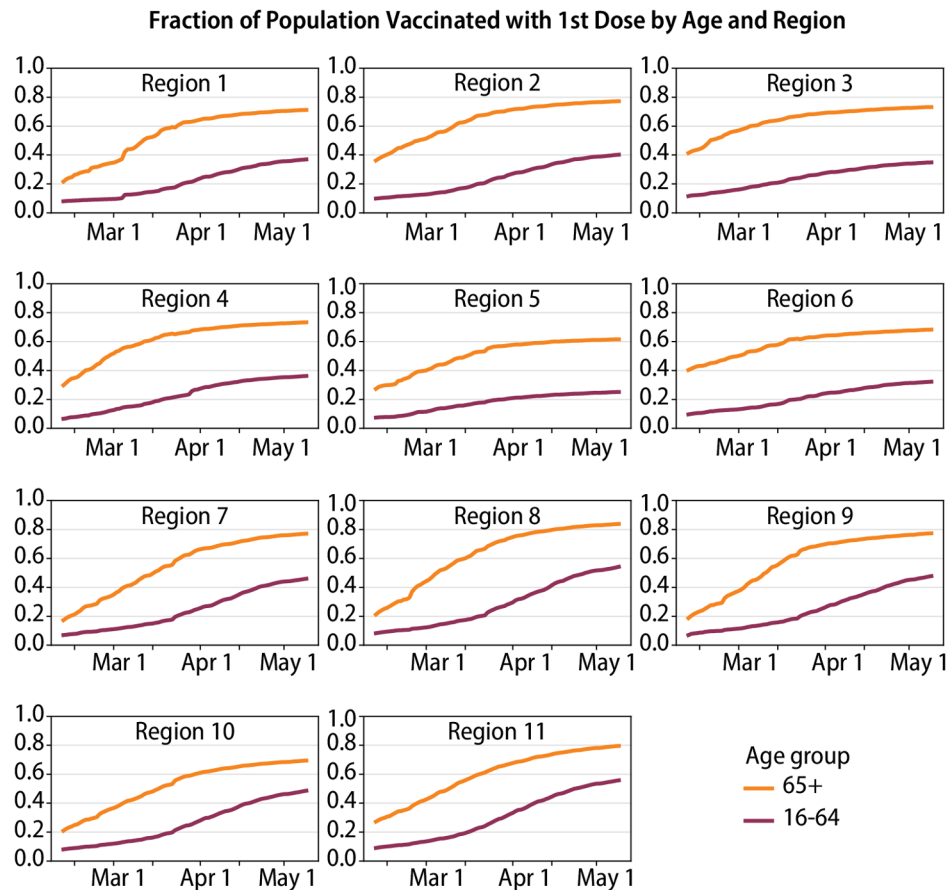 Fraction of Population Vaccinated with 1st Dose by Age and Region
Region 1
1.0
0.8
0.6
0.4
0.2
0.0
Mar 1 Apr 1 May 1
Region 2
1.0
0.8
0.6
0.4
0.2
0.0
Mar 1 Apr 1 May 1
Region 3
1.0
0.8
0.6
0.4
0.2
0.0
Mar 1 Apr 1 May 1
Region 4
1.0
0.8
0.6
0.4
0.2
0.0
Mar 1 Apr 1 May 1
Region 5
1.0
0.8
0.6
0.4
0.2
0.0
Mar 1 Apr 1 May 1
Region 6
1.0
0.8
0.6
0.4
0.2
0.0
Mar 1 Apr 1 May 1
Region 7
1.0
0.8
0.6
0.4
0.2
0.0
Mar 1 Apr 1 May 1
Region 8
1.0
0.8
0.6
0.4
0.2
0.0
Mar 1 Apr 1 May 1
Region 9
1.0
0.8
0.6
0.4
0.2
0.0
Mar 1 Apr 1 May 1
Region 10
1.0
0.8
0.6
0.4
0.2
0.0
Mar 1 Apr 1 May 1
Region 11
1.0
0.8
0.6
0.4
0.2
0.0
Mar 1 Apr 1 May 1
Age group
65+
16-64